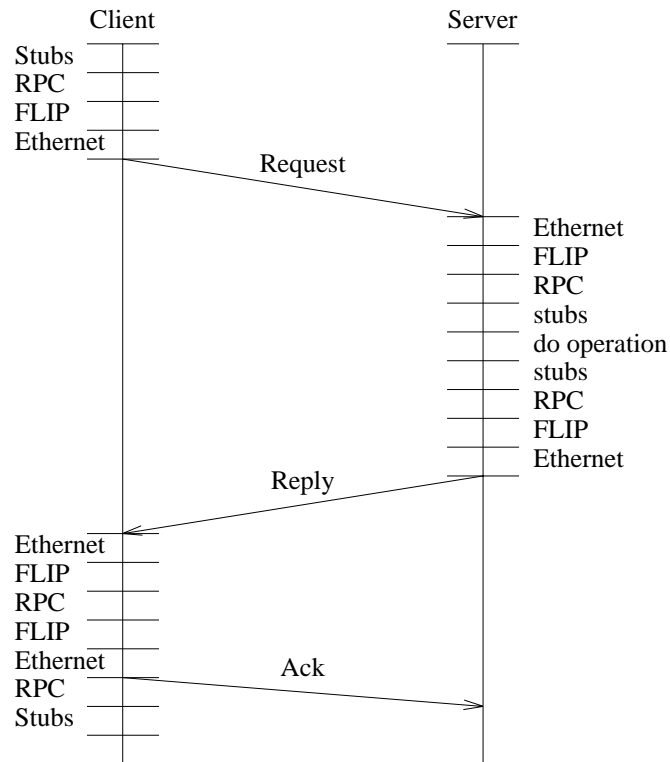 Client
Server
Stubs
RPC
FLIP
Ethernet
Request
Ethernet
FLIP
RPC
stubs
do operation
stubs
RPC
FLIP
Ethernet
Reply
Ethernet
FLIP
RPC
FLIP
Ethernet
Ack
RPC
Stubs